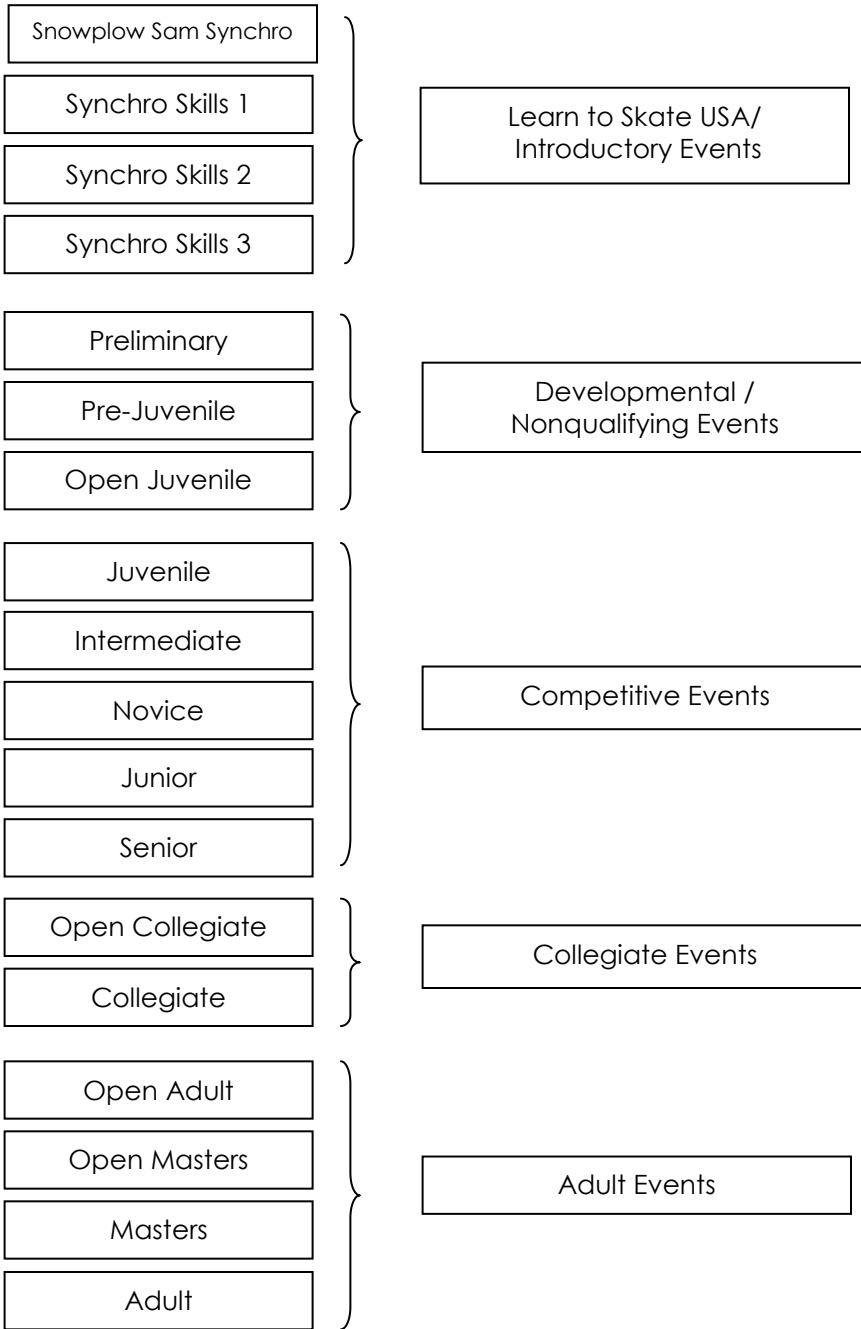 Snowplow Sam Synchro
Synchro Skills 1
Synchro Skills 2
Synchro Skills 3
Learn to Skate USA/
Introductory Events
Preliminary
Pre-Juvenile
Open Juvenile
Developmental /
Nonqualifying Events
Juvenile
Intermediate
Novice
Junior
Senior
Competitive Events
Open Collegiate
Collegiate
Collegiate Events
Open Adult
Open Masters
Masters
Adult
Adult Events